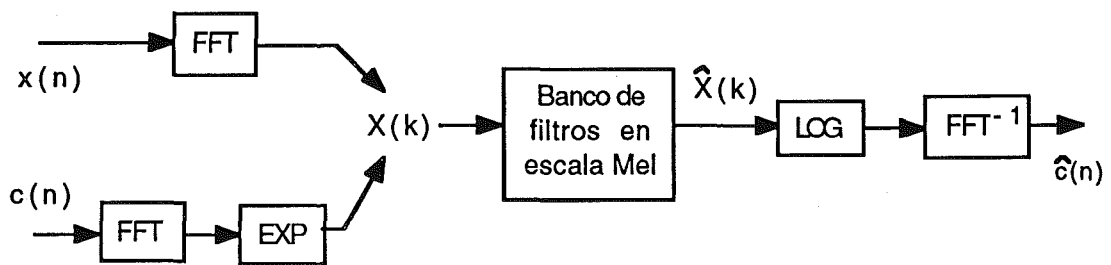 x(n)
FFT
X(k)
c(n)
FFT
EXP
Banco de
filtros en
escala Mel
X̂(k)
LOG
FFT⁻¹
ĉ(n)